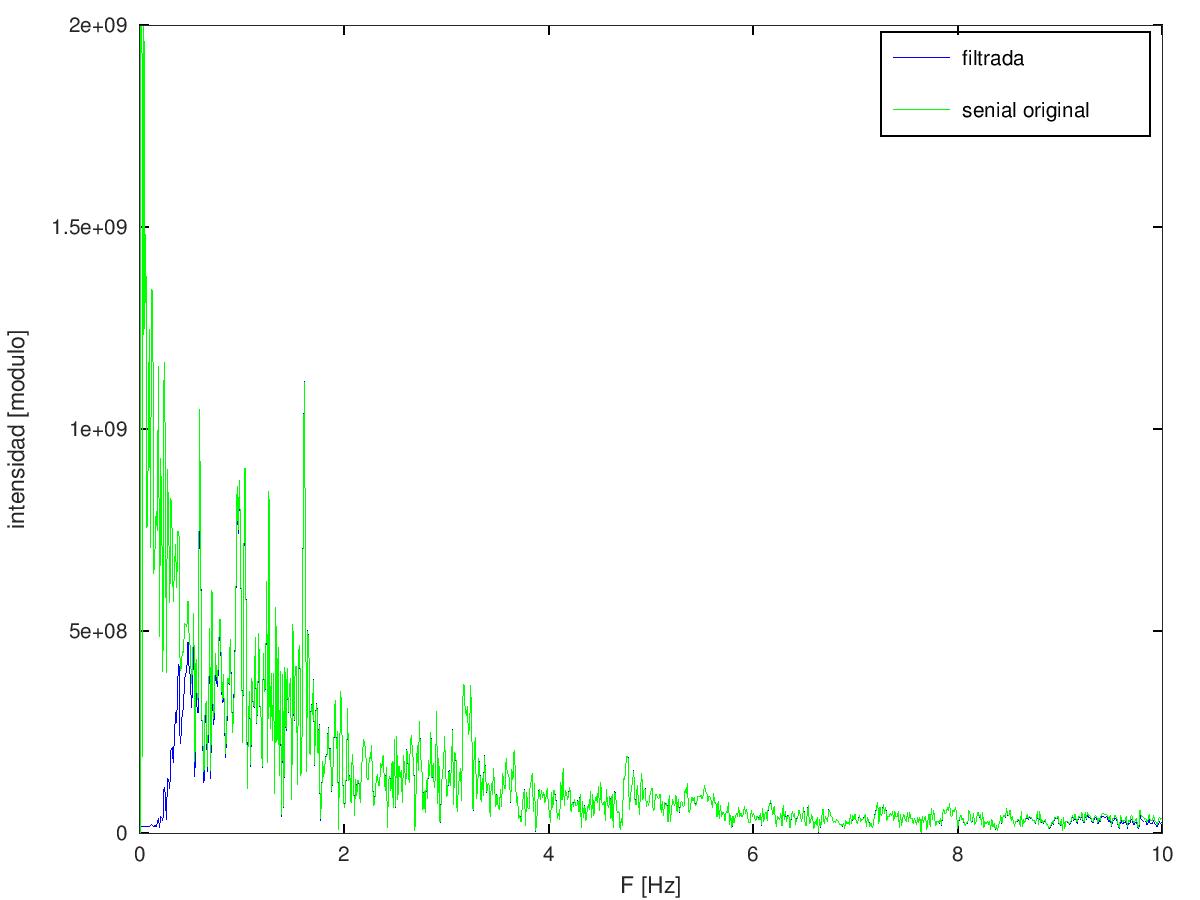 2e+09
1.5e+09
1e+09
5e+08
0
0
2
4
6
8
10
F [Hz]
intensidad [modulo]
filtrada
senial original